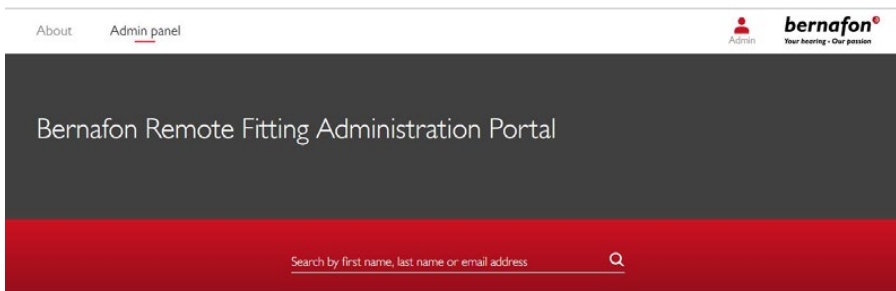 About Admin panel
Admin
bernafon®
Your hearing • Our passion
Bernafon Remote Fitting Administration Portal
Search by first name, last name or email address